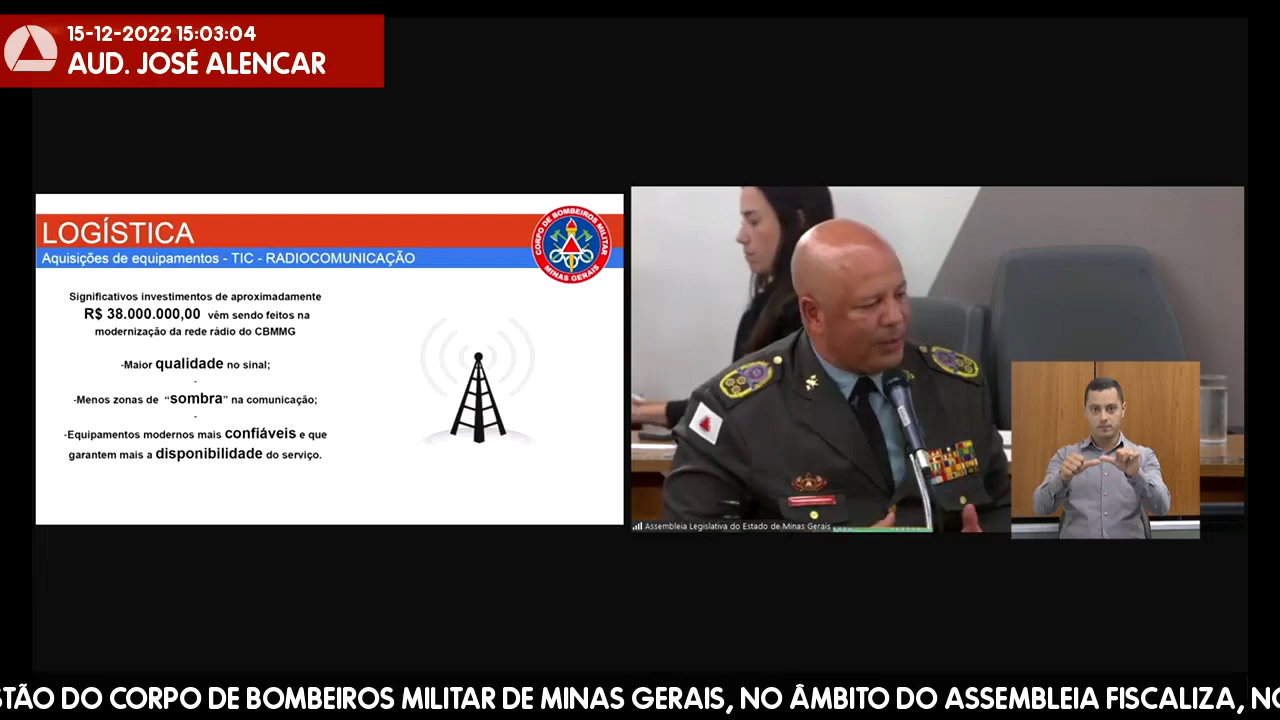 15-12-2022 15:03:04
AUD. JOSÉ ALENCAR
LOGÍSTICA
Aquisições de equipamentos - TIC - RADIOCOMUNICAÇÃO
CORPO DE BOMBEIROS MILITAR
MINAS GERAIS
Significativos investimentos de aproximadamente
R$ 38.000.000,00 vêm sendo feitos na
modernização da rede rádio do CBMMG
-Maior qualidade no sinal;
-
-Menos zonas de “sombra” na comunicação;
-
-Equipamentos modernos mais confiáveis e que
garantem mais a disponibilidade do serviço.
Assembleia Legislativa do Estado de Minas Gerais
STÃO DO CORPO DE BOMBEIROS MILITAR DE MINAS GERAIS, NO ÂMBITO DO ASSEMBLEIA FISCALIZA, NO